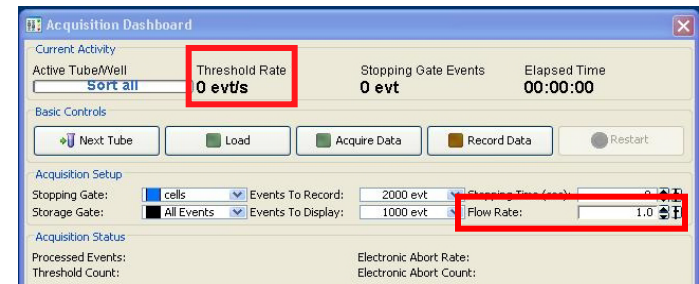 Acquisition Dashboard
Current Activity
Active Tube/Well Threshold Rate Stopping Gate Events Elapsed Time
Sort all 0 evt/s 0 evt 00:00:00
Basic Controls
Next Tube Load Acquire Data Record Data Restart
Acquisition Setup
Stopping Gate: cells Events To Record: 2000 evt Stopping Time (sec): 0
Storage Gate: All Events Events To Display: 1000 evt Flow Rate: 1.0
Acquisition Status
Processed Events: Electronic Abort Rate:
Threshold Count: Electronic Abort Count: